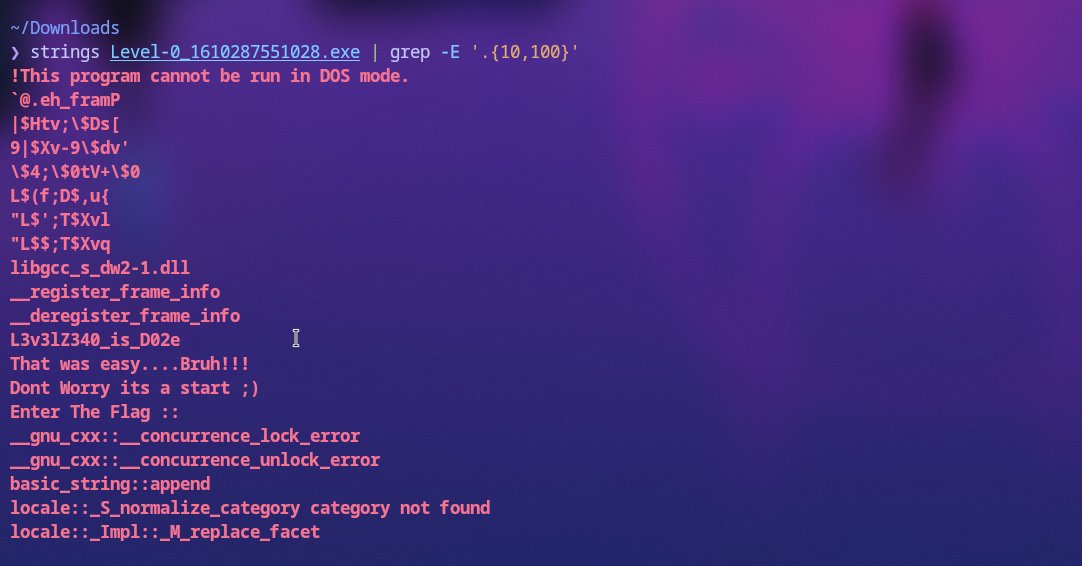 ~/Downloads
❯ strings Level-0_1610287551028.exe | grep -E '.{10,100}'
!This program cannot be run in DOS mode.
`@.eh_framP
|$Htv;\$Ds[
9|$Xv-9\$dv'
\$4;\$0tV+\$0
L$(f;D$,u{
"L$';T$Xvl
"L$$;T$Xvq
libgcc_s_dw2-1.dll
__register_frame_info
__deregister_frame_info
L3v3lZ340_is_D02e
That was easy....Bruh!!!
Dont Worry its a start ;)
Enter The Flag ::
__gnu_cxx::__concurrence_lock_error
__gnu_cxx::__concurrence_unlock_error
basic_string::append
locale::_S_normalize_category category not found
locale::_Impl::_M_replace_facet